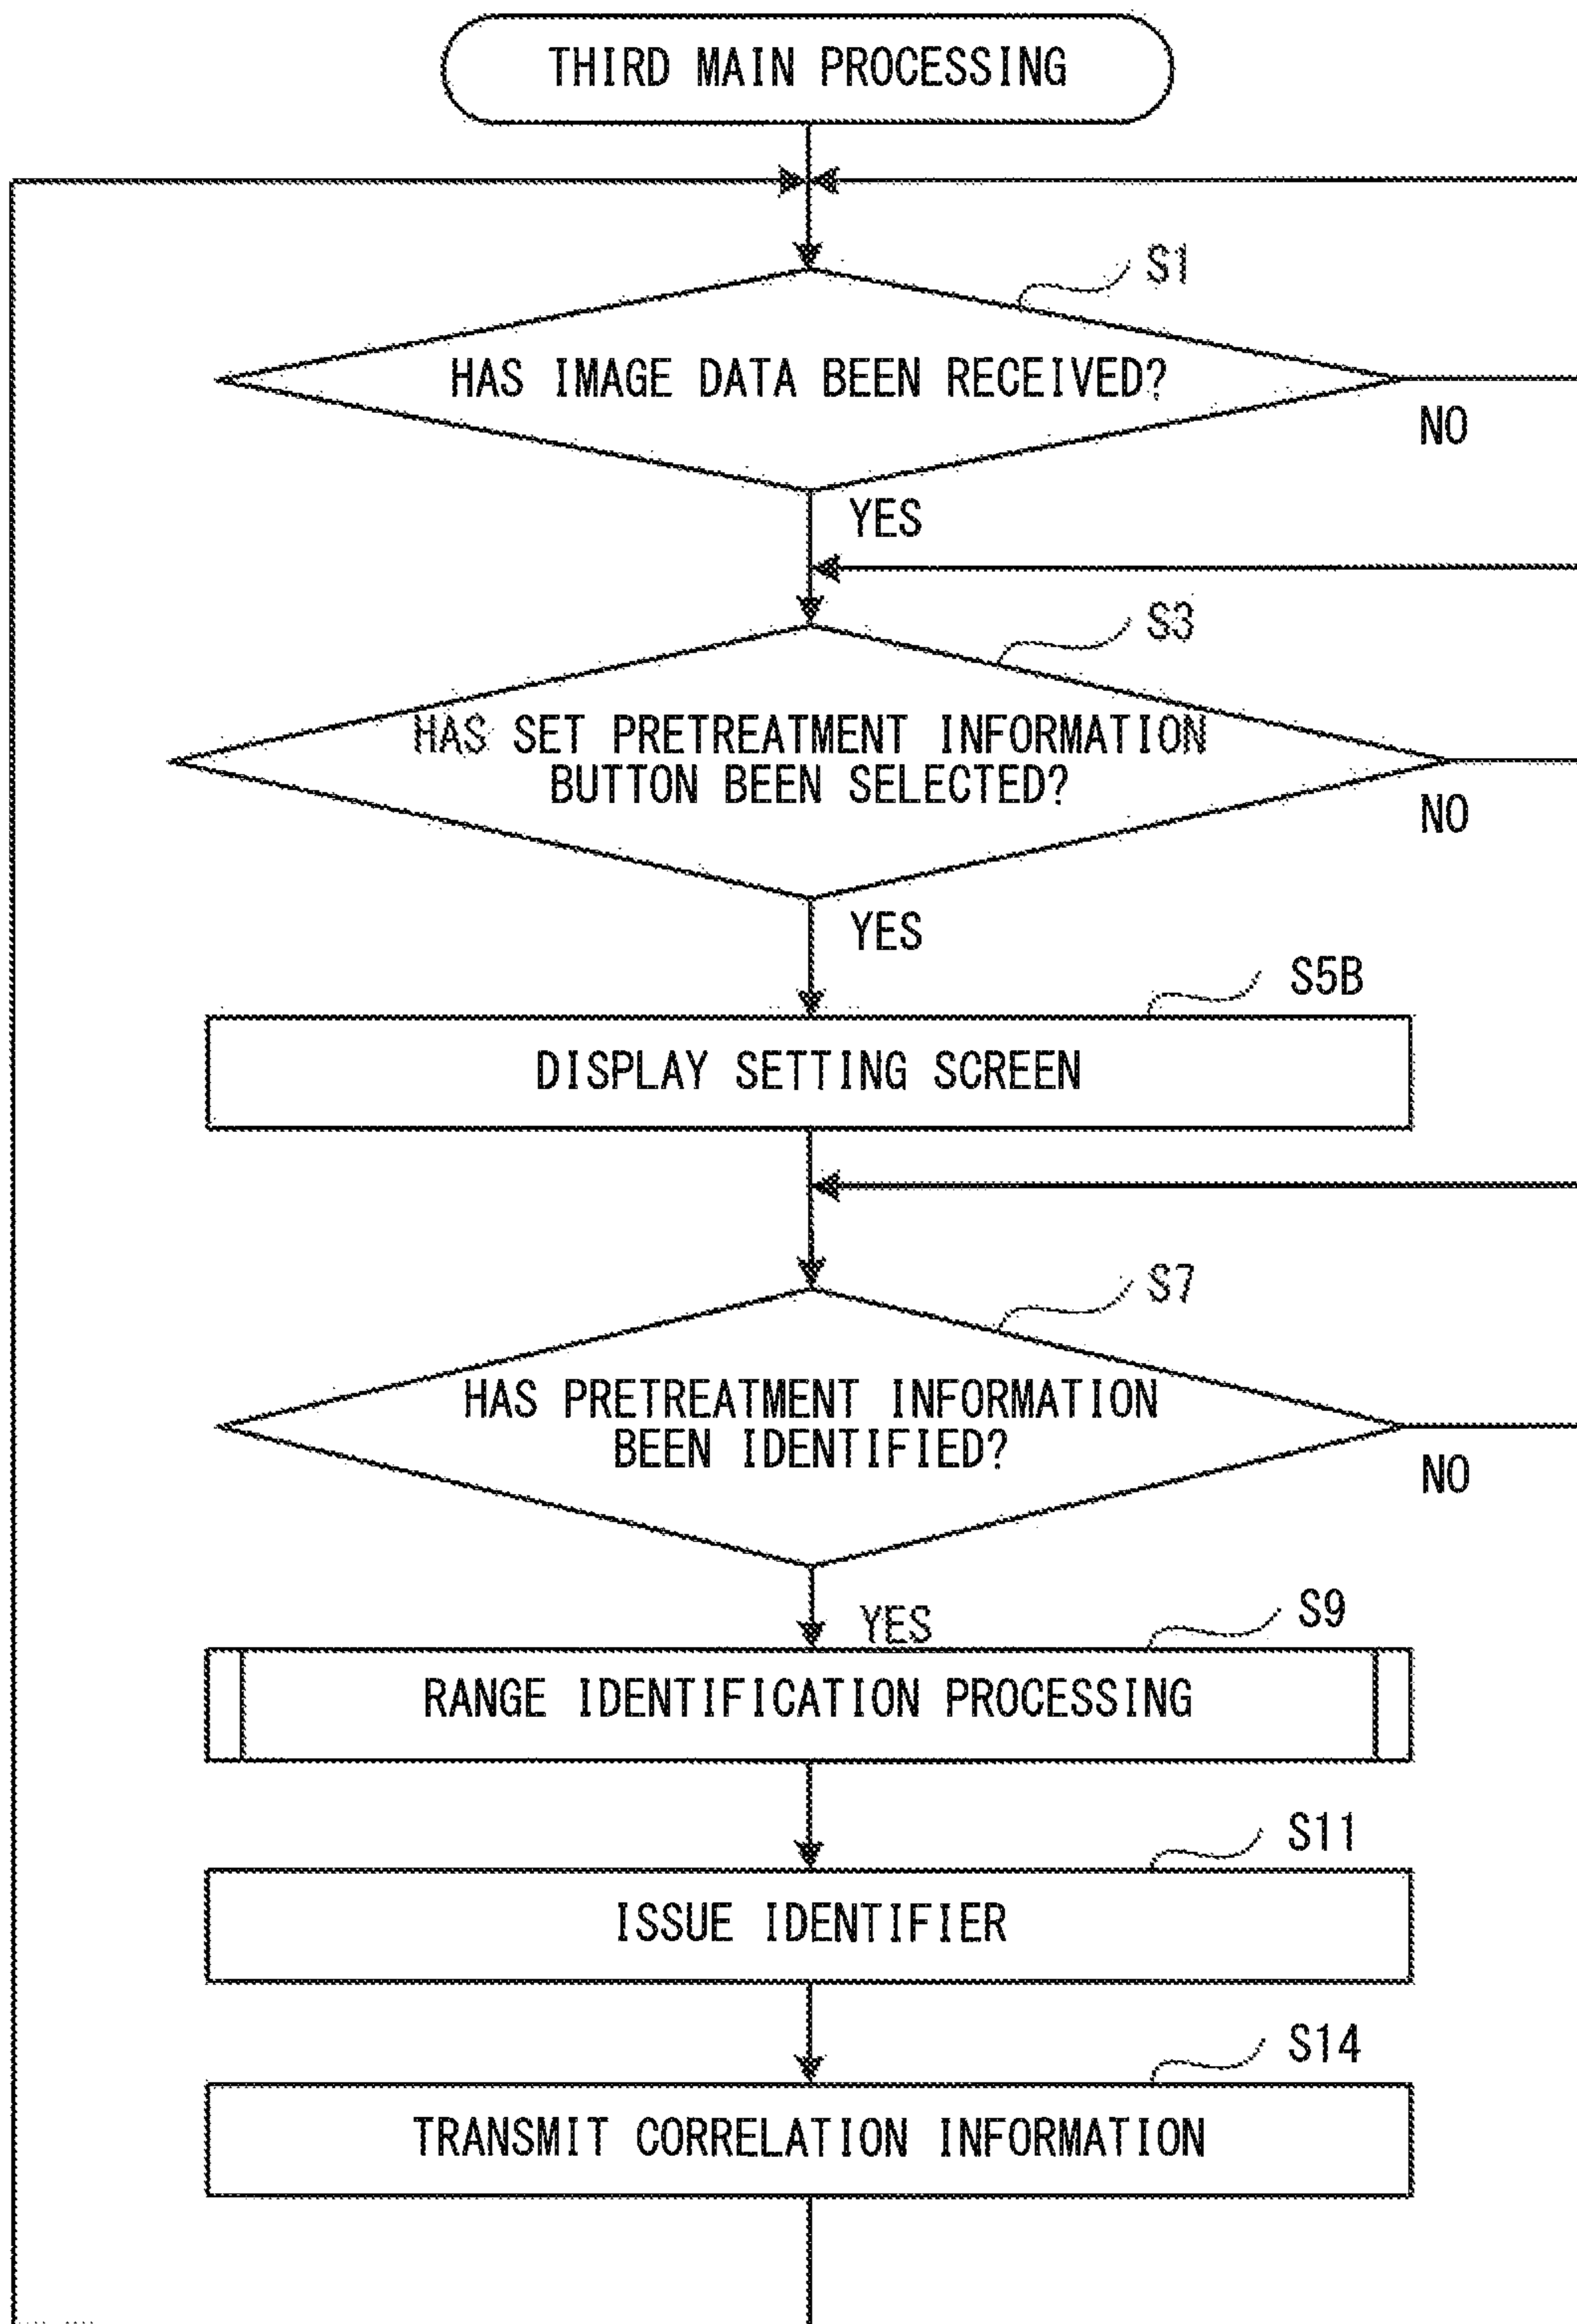 THIRD MAIN PROCESSING
S1
HAS IMAGE DATA BEEN RECEIVED?
NO
YES
S3
HAS SET PRETREATMENT INFORMATION
BUTTON BEEN SELECTED?
NO
YES
S5B
DISPLAY SETTING SCREEN
S7
HAS PRETREATMENT INFORMATION
BEEN IDENTIFIED?
NO
YES
S9
RANGE IDENTIFICATION PROCESSING
S11
ISSUE IDENTIFIER
S14
TRANSMIT CORRELATION INFORMATION